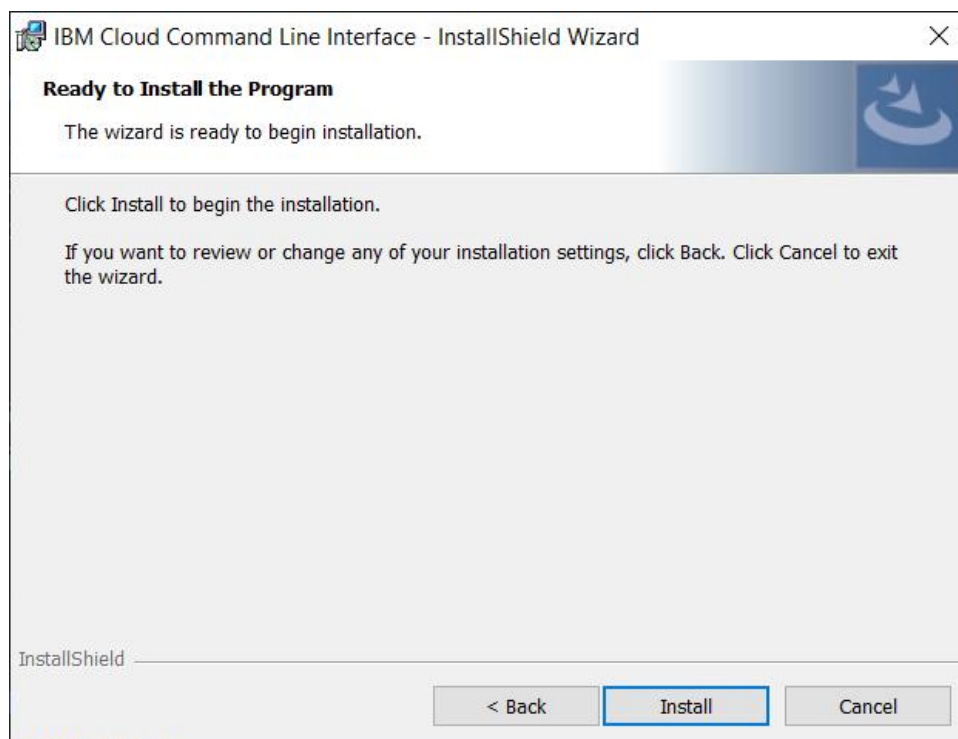 IBM Cloud Command Line Interface - InstallShield Wizard
Ready to Install the Program
The wizard is ready to begin installation.
Click Install to begin the installation.
If you want to review or change any of your installation settings, click Back. Click Cancel to exit
the wizard.
InstallShield
< Back
Install
Cancel